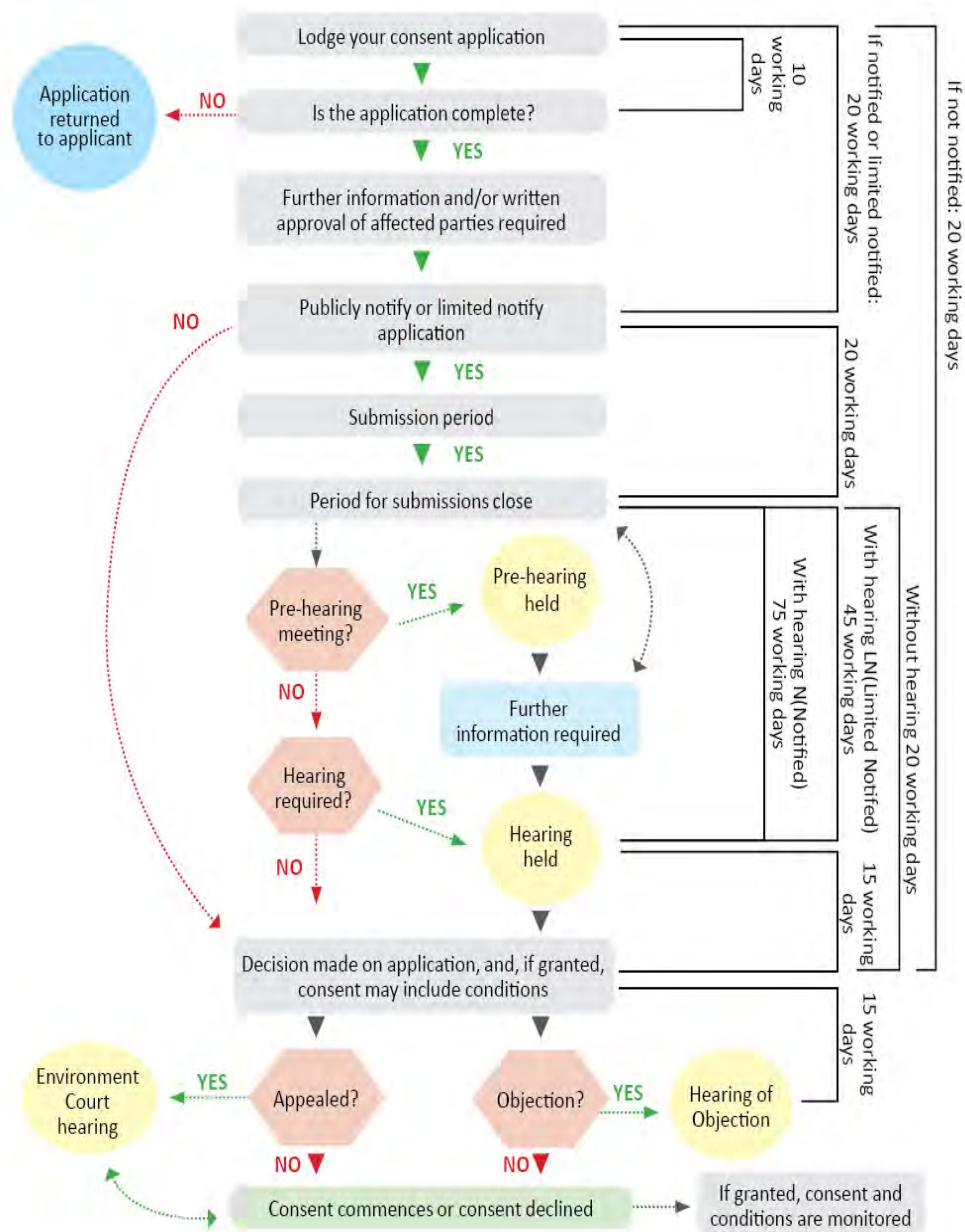 Lodge your consent application
Is the application complete?
NO
Application
returned
to applicant
YES
Further information and/or written
approval of affected parties required
Publicly notify or limited notify
application
NO
YES
Submission period
YES
Period for submissions close
Pre-hearing
meeting?
YES
Pre-hearing
held
NO
Further
information required
Hearing
required?
YES
Hearing
held
NO
Decision made on application, and, if granted,
consent may include conditions
Appealed?
YES
Environment
Court
hearing
Objection?
YES
Hearing of
Objection
NO
NO
Consent commences or consent declined
If granted, consent and
conditions are monitored
10
working
days
If notified or limited notified:
20 working days
If not notified: 20 working days
20 working days
With hearing N(Notified)
75 working days
With hearing LN(Limited Notifed)
45 working days
Without hearing 20 working days
15 working
days
15 working
days